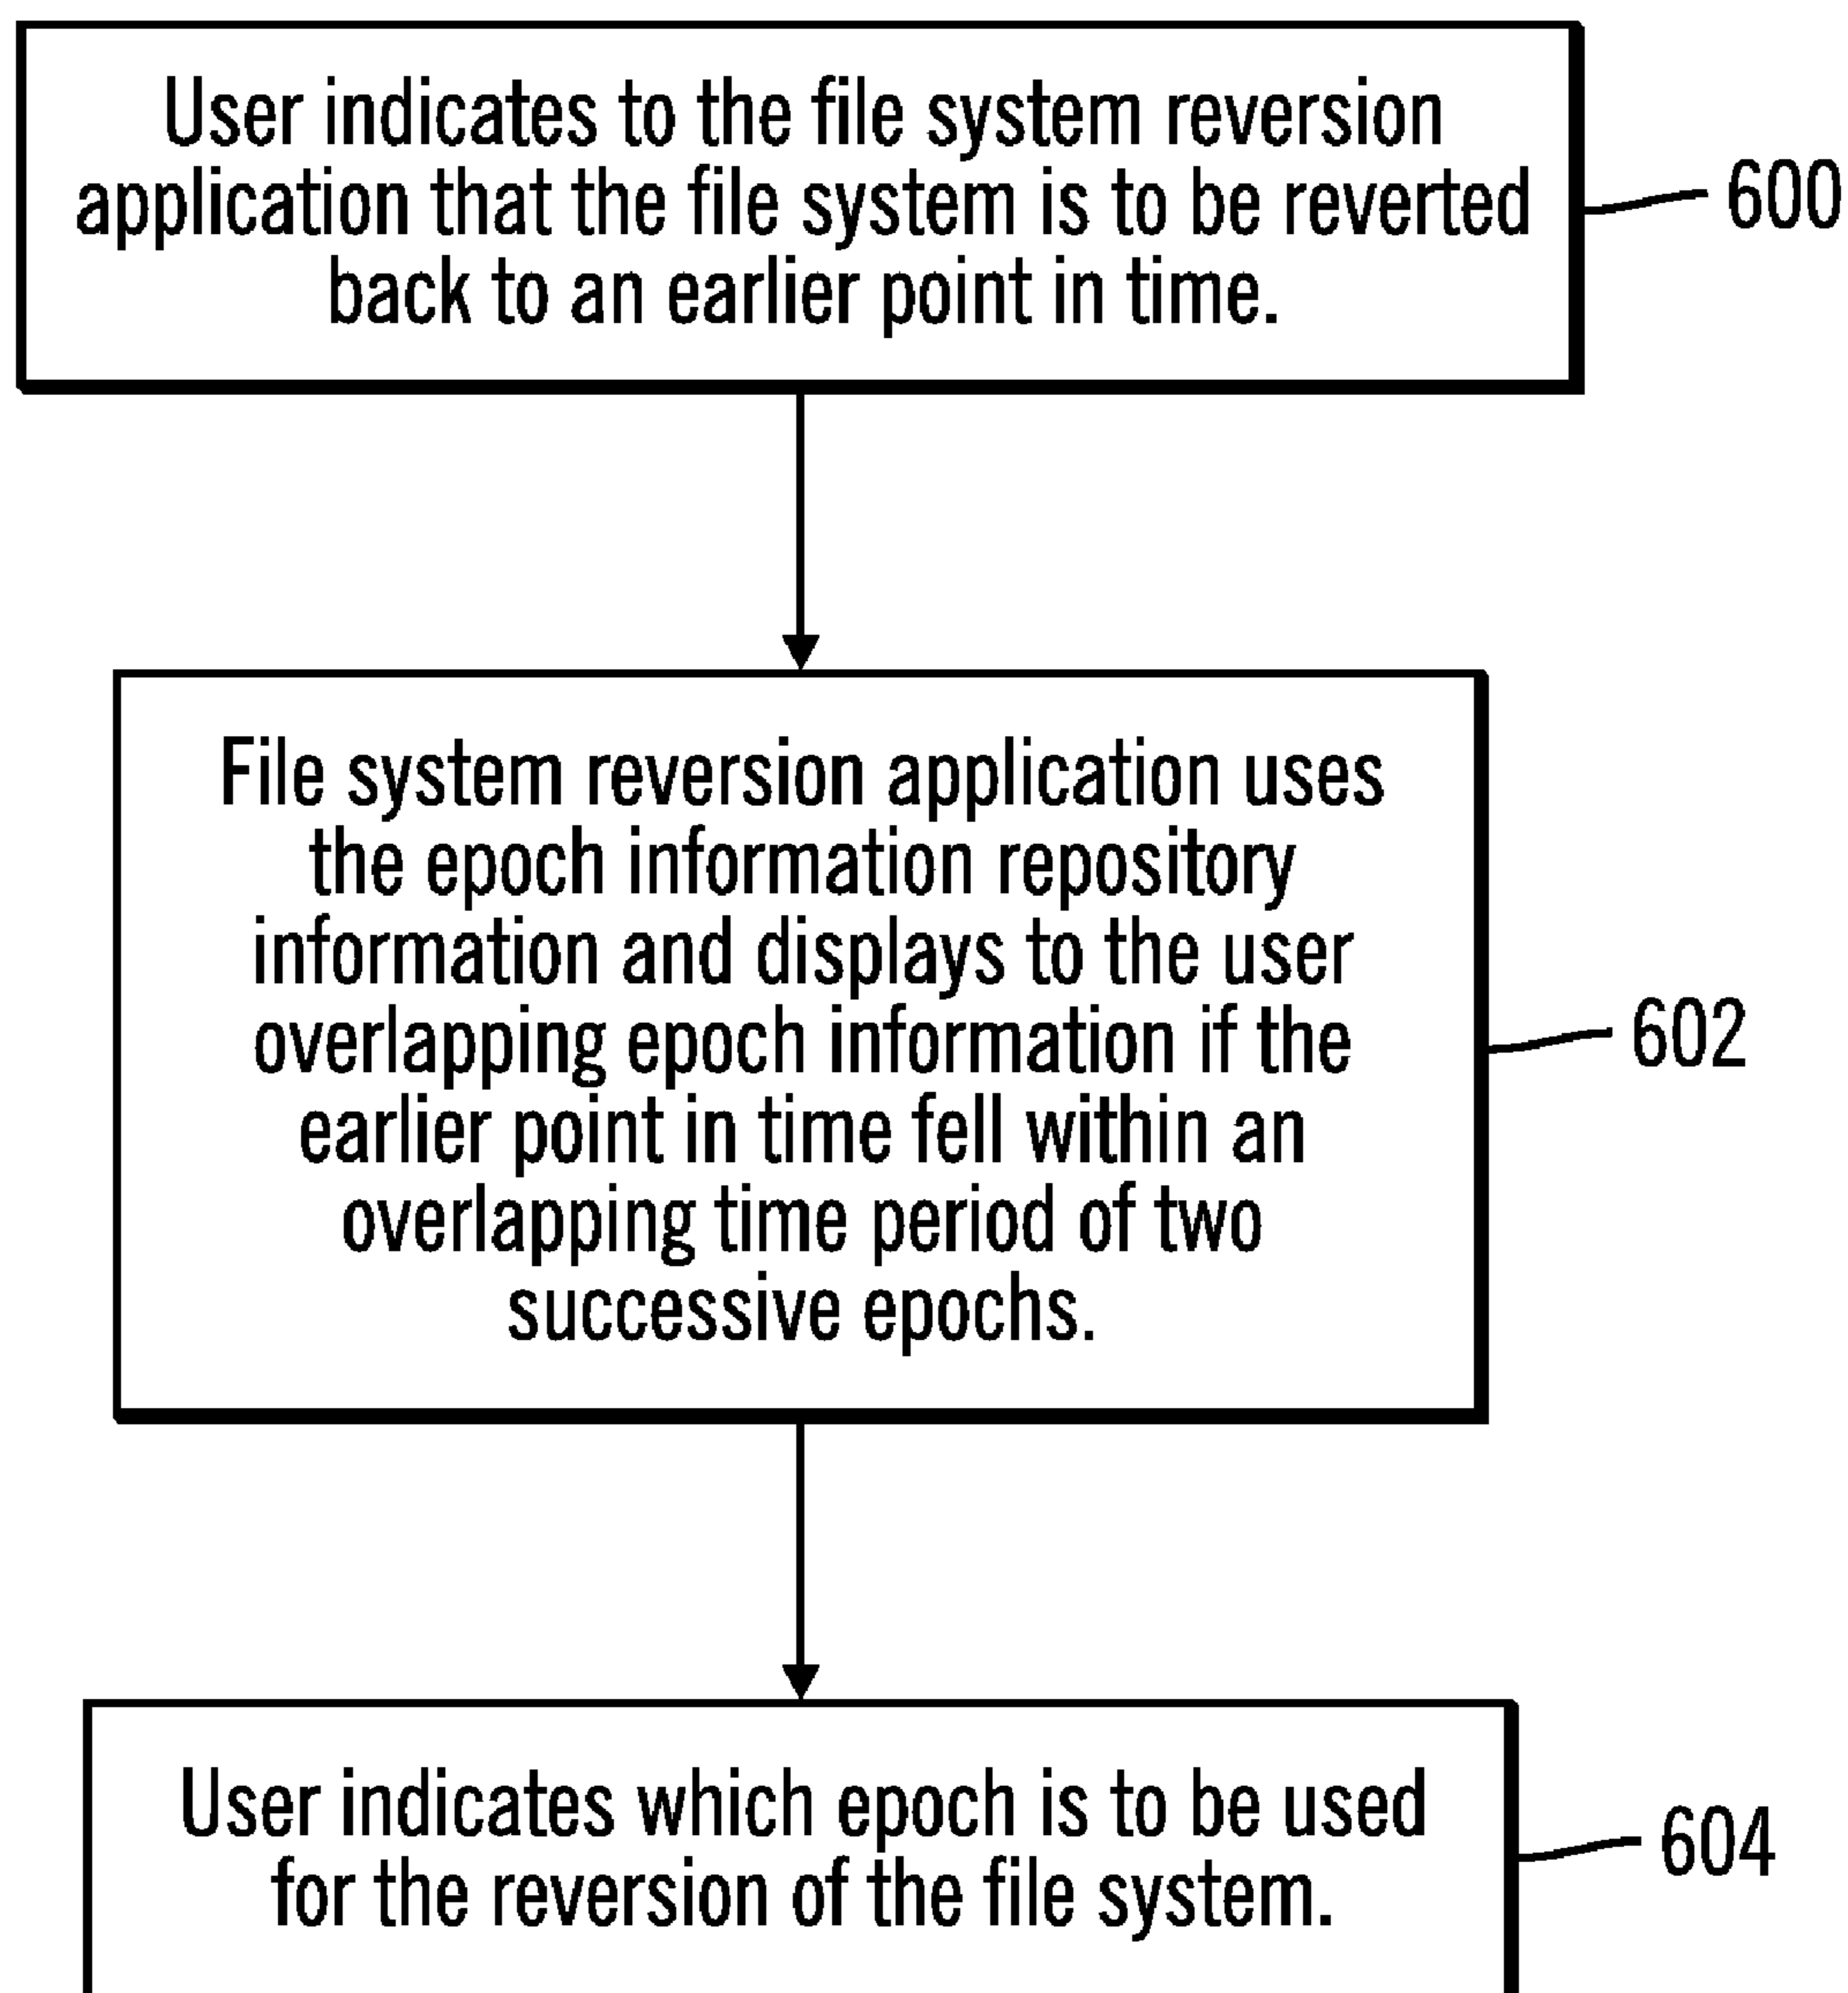 User indicates to the file system reversion
application that the file system is to be reverted
back to an earlier point in time.
600
File system reversion application uses
the epoch information repository
information and displays to the user
overlapping epoch information if the
earlier point in time fell within an
overlapping time period of two
successive epochs.
602
User indicates which epoch is to be used
for the reversion of the file system.
604